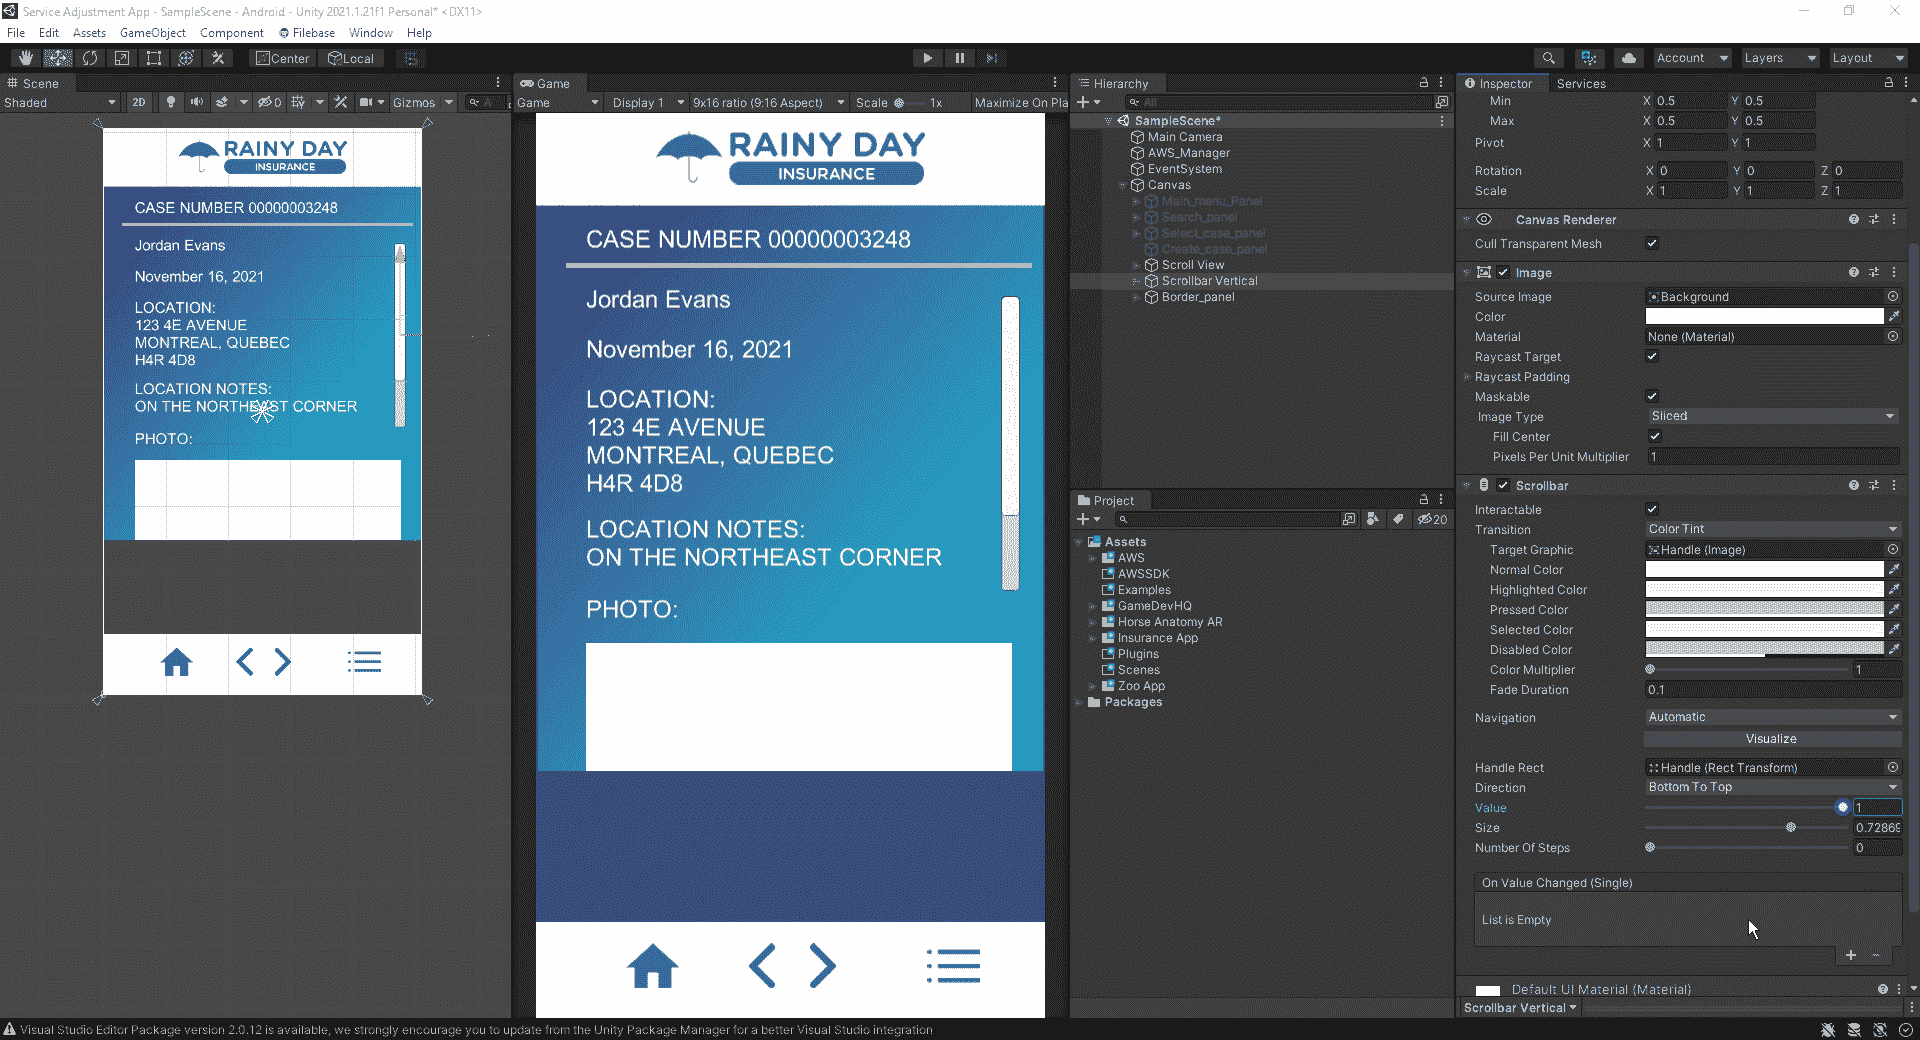 Service Adjustment App - SampleScene - Android - Unity 2021.1.21f1 Personal* <DX11>
File Edit Assets GameObject Component Filebase Window Help
Center Local Account Layers Layout
Scene
Shaded 2D 0 Gizmos A
Game
Game Display 1 9x16 ratio (9:16 Aspect) Scale 1x Maximize On Pla
RAINY DAY
INSURANCE
CASE NUMBER 00000003248
Jordan Evans
November 16, 2021
LOCATION:
123 4E AVENUE
MONTREAL, QUEBEC
H4R 4D8
LOCATION NOTES:
ON THE NORTHEAST CORNER
PHOTO:
RAINY DAY
INSURANCE
CASE NUMBER 00000003248
Jordan Evans
November 16, 2021
LOCATION:
123 4E AVENUE
MONTREAL, QUEBEC
H4R 4D8
LOCATION NOTES:
ON THE NORTHEAST CORNER
PHOTO:
Hierarchy
All
SampleScene*
Main Camera
AWS_Manager
EventSystem
Canvas
Main_menu_Panel
Search_panel
Select_case_panel
Create_case_panel
Scroll View
Scrollbar Vertical
Border_panel
Project
20
Assets
AWS
AWSSDK
Examples
GameDevHQ
Horse Anatomy AR
Insurance App
Plugins
Scenes
Zoo App
Packages
Inspector Services
Min X 0.5 Y 0.5
Max X 0.5 Y 0.5
Pivot X 1 Y 1
Rotation X 0 Y 0 Z 0
Scale X 1 Y 1 Z 1
Canvas Renderer
Cull Transparent Mesh
Image
Source Image Background
Color
Material None (Material)
Raycast Target
Raycast Padding
Maskable
Image Type Sliced
Fill Center
Pixels Per Unit Multiplier 1
Scrollbar
Interactable
Transition Color Tint
Target Graphic Handle (Image)
Normal Color
Highlighted Color
Pressed Color
Selected Color
Disabled Color
Color Multiplier 1
Fade Duration 0.1
Navigation Automatic
Visualize
Handle Rect Handle (Rect Transform)
Direction Bottom To Top
Value 1
Size 0.72869
Number Of Steps 0
On Value Changed (Single)
List is Empty
Default UI Material (Material)
Scrollbar Vertical
Visual Studio Editor Package version 2.0.12 is available, we strongly encourage you to update from the Unity Package Manager for a better Visual Studio integration